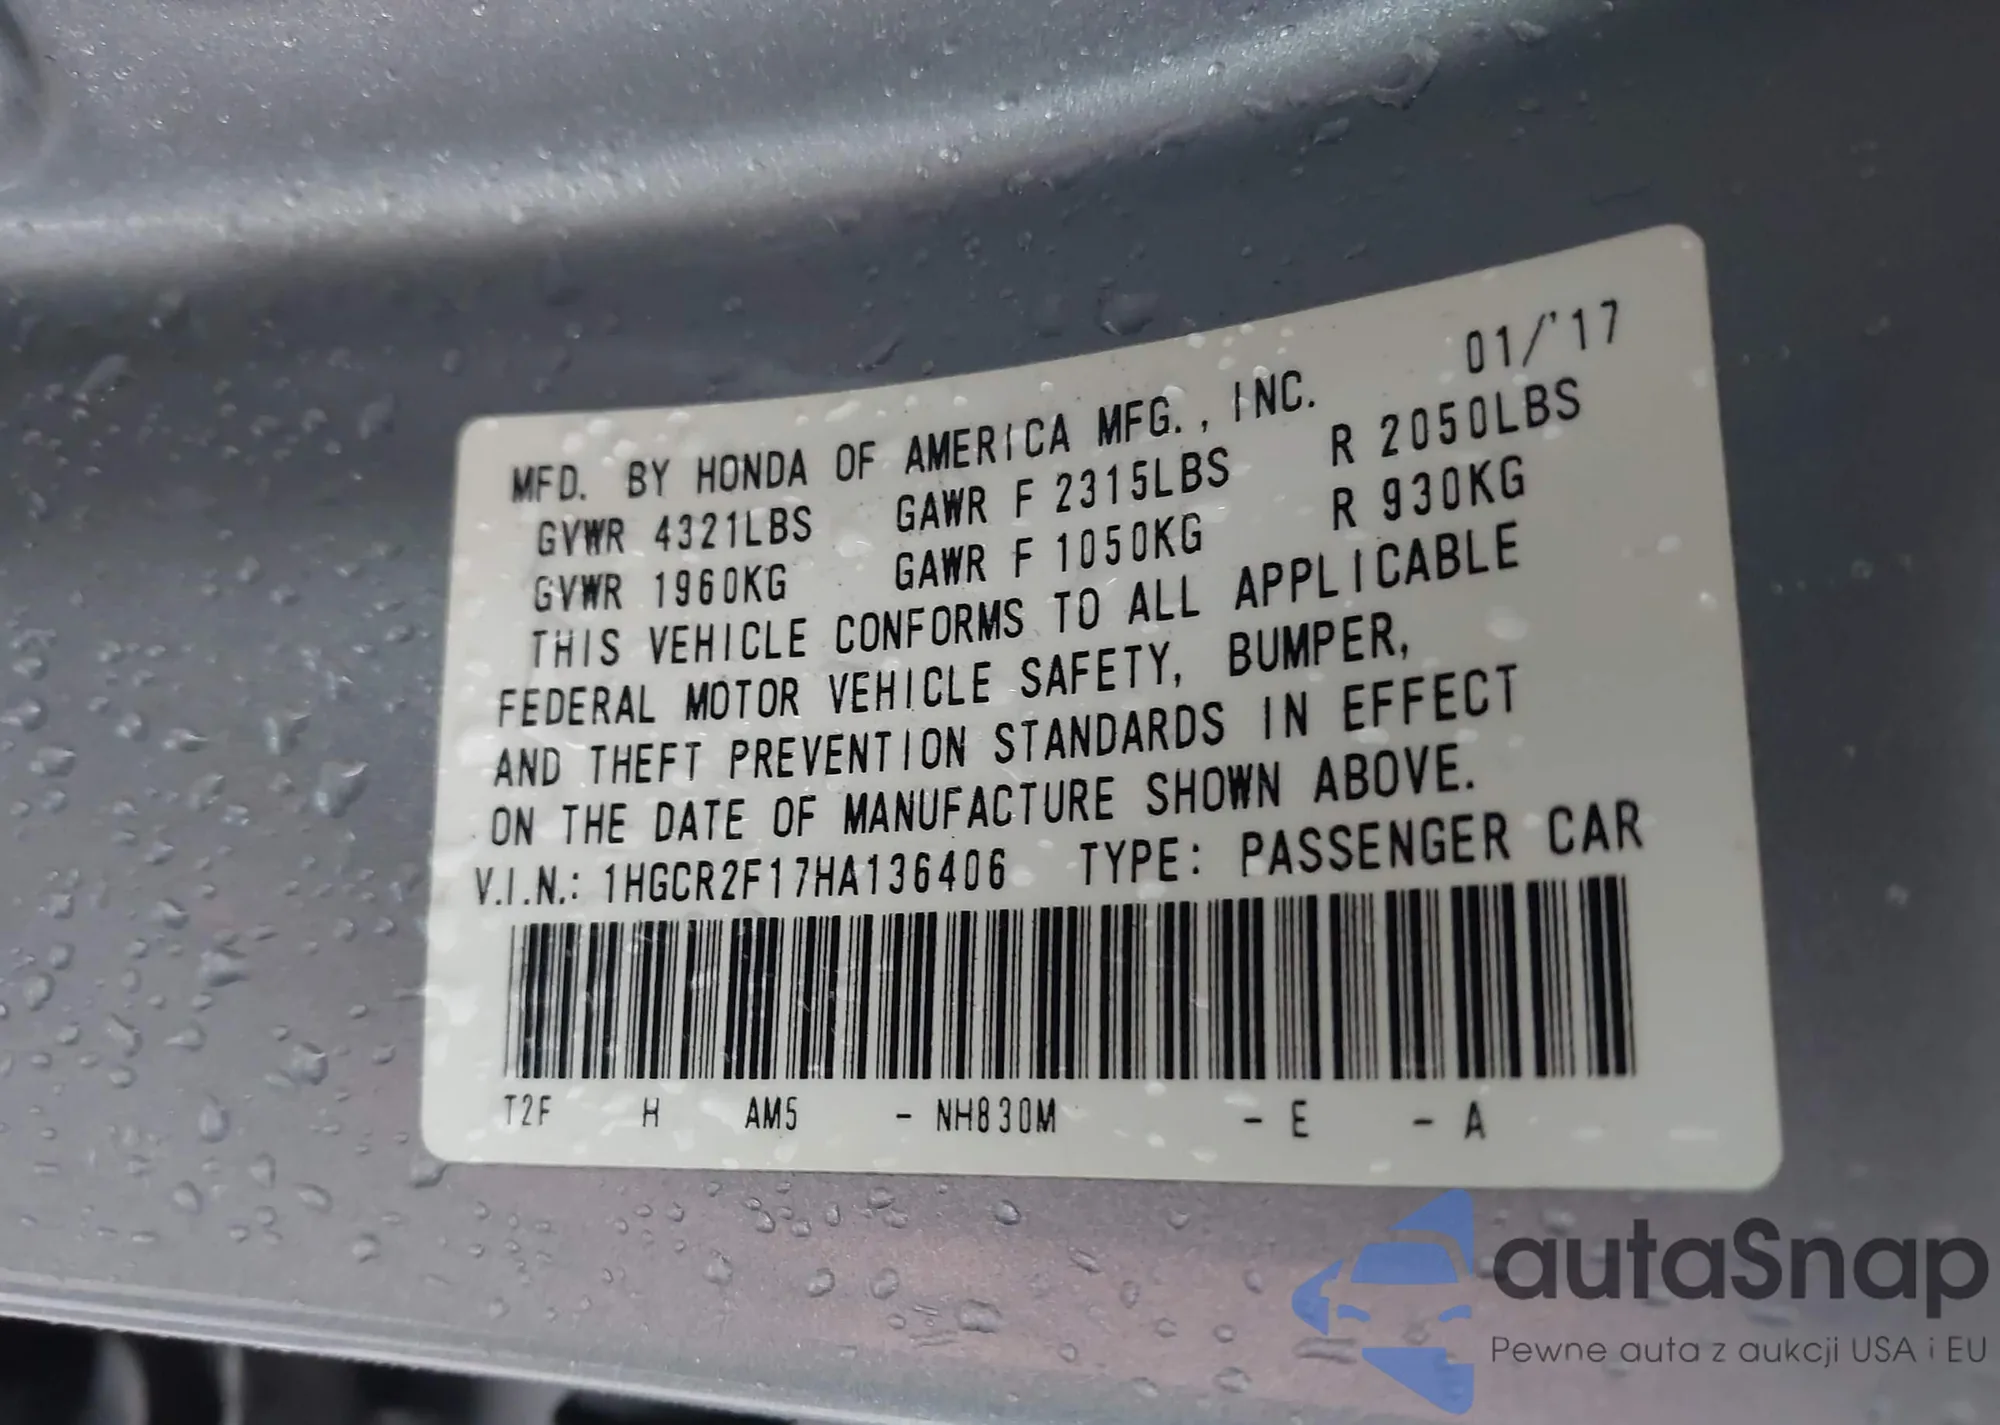 01/'17
MFD. BY HONDA OF AMERICA MFG., INC.
GVWR 4321LBS GAWR F 2315LBS R 2050LBS
GVWR 1960KG GAWR F 1050KG R 930KG
THIS VEHICLE CONFORMS TO ALL APPLICABLE
FEDERAL MOTOR VEHICLE SAFETY, BUMPER,
AND THEFT PREVENTION STANDARDS IN EFFECT
ON THE DATE OF MANUFACTURE SHOWN ABOVE.
V.I.N.: 1HGCR2F17HA136406 TYPE: PASSENGER CAR
T2F H AM5 - NH830M - E - A
autaSnap
Pewne auta z aukcji USA i EU